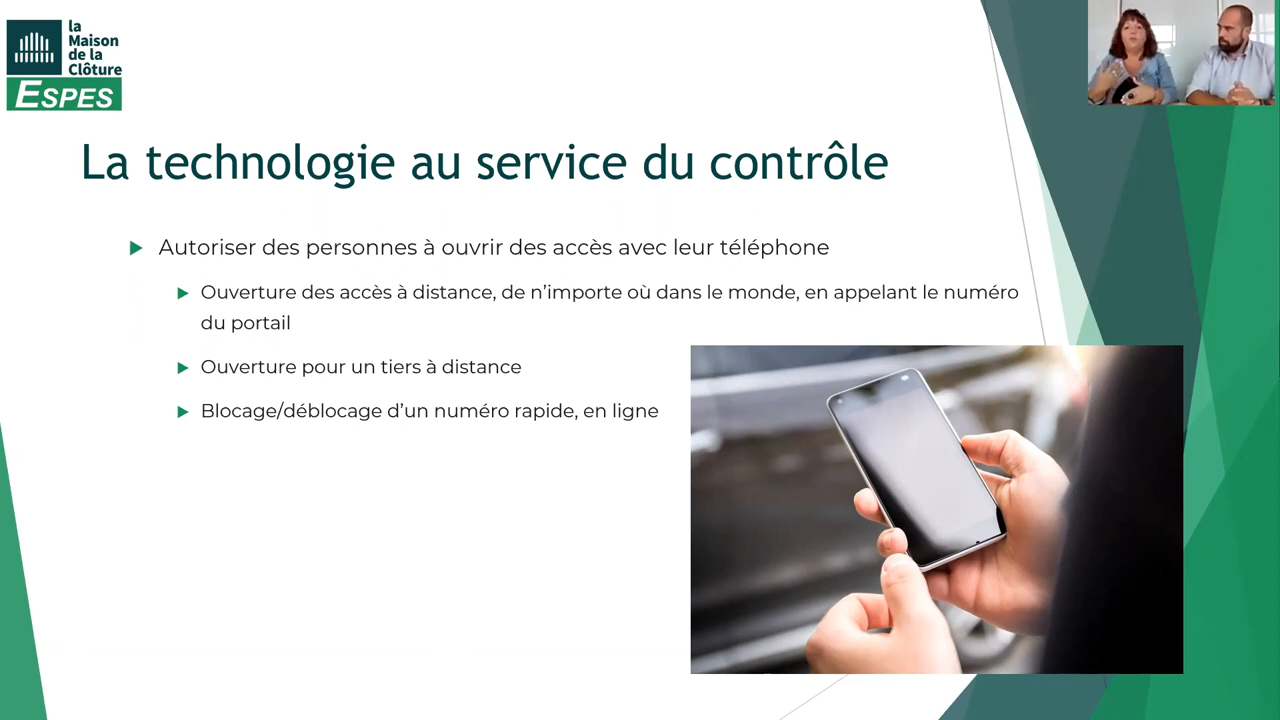 la
Maison
de la
Clôture
ESPES
La technologie au service du contrôle
Autoriser des personnes à ouvrir des accès avec leur téléphone
Ouverture des accès à distance, de n’importe où dans le monde, en appelant le numéro
du portail
Ouverture pour un tiers à distance
Blocage/déblocage d’un numéro rapide, en ligne